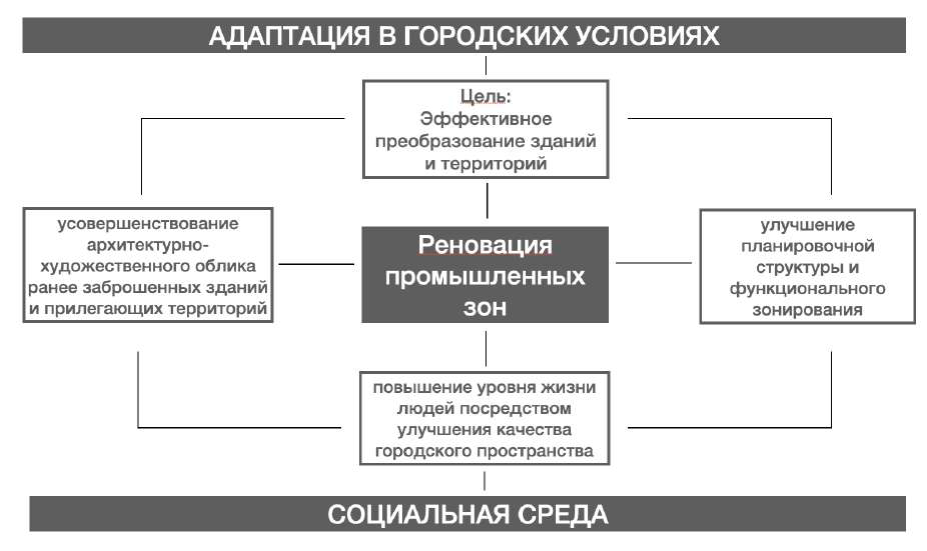 АДАПТАЦИЯ В ГОРОДСКИХ УСЛОВИЯХ
Цель:
Эффективное
преобразование зданий
и территорий
усовершенствование
архитектурно-
художественного облика
ранее заброшенных зданий
и прилегающих территорий
Реновация
промышленных
зон
улучшение
планировочной
структуры и
функционального
зонирования
повышение уровня жизни
людей посредством
улучшения качества
городского пространства
СОЦИАЛЬНАЯ СРЕДА